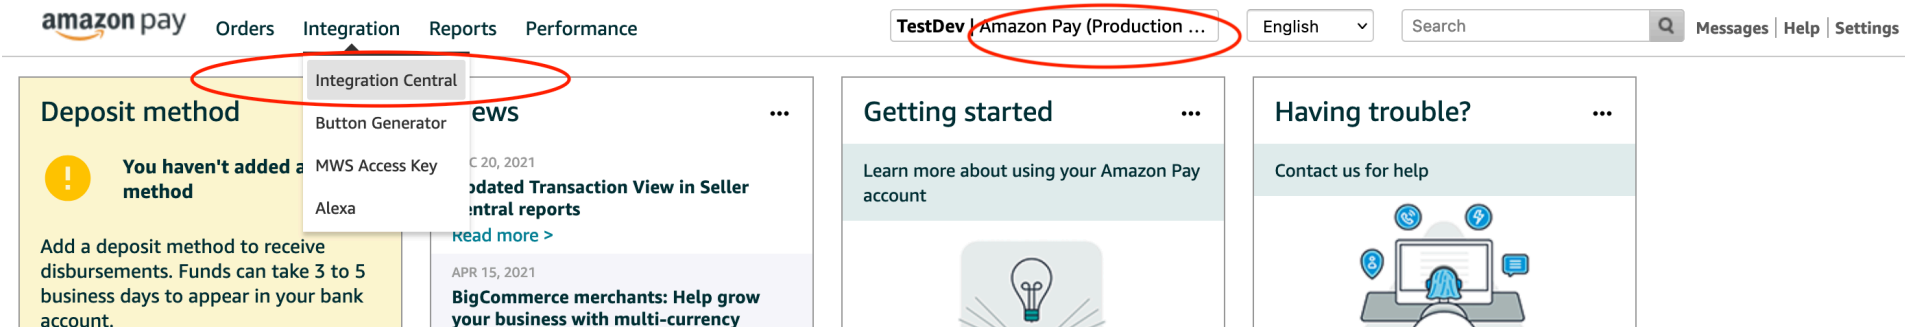 amazon pay
Orders
Integration
Reports
Performance
TestDev | Amazon Pay (Production ...
English
Search
Messages | Help | Settings
Integration Central
Button Generator
MWS Access Key
Alexa
Deposit method
You haven't added a
method
Add a deposit method to receive
disbursements. Funds can take 3 to 5
business days to appear in your bank
account.
ews
C 20, 2021
pdated Transaction View in Seller
entral reports
Read more >
APR 15, 2021
BigCommerce merchants: Help grow
your business with multi-currency
Getting started
Learn more about using your Amazon Pay
account
Having trouble?
Contact us for help